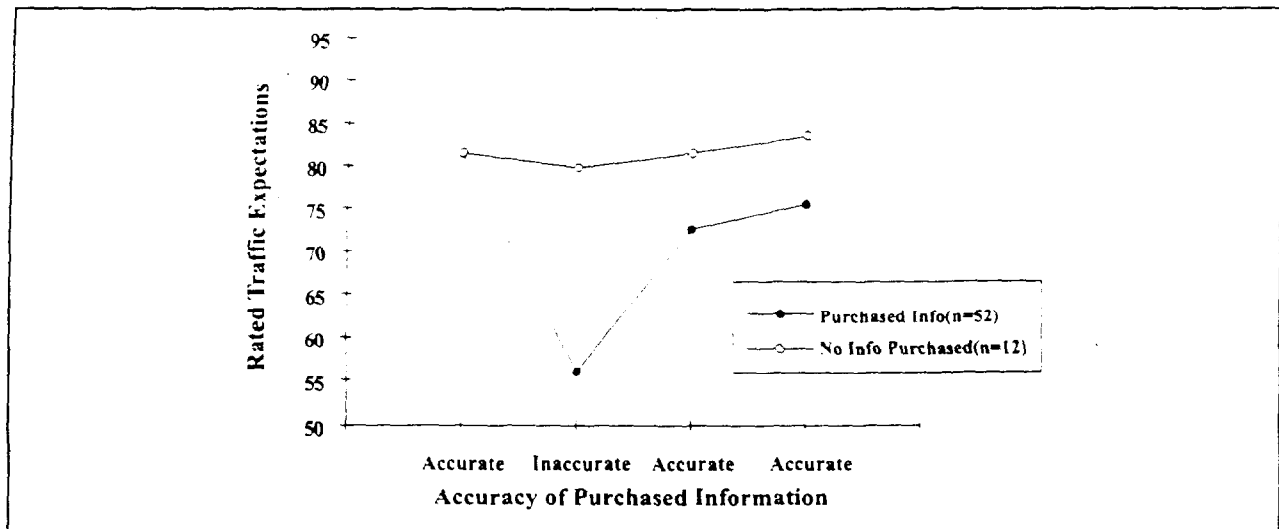 95
90
85
80
75
70
65
60
55
50
Rated Traffic Expectations
Purchased Info(n=52)
No Info Purchased(n=12)
Accurate Inaccurate Accurate Accurate
Accuracy of Purchased Information